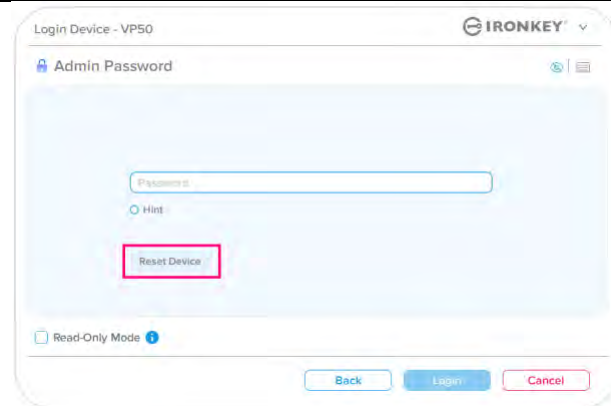 Login Device - VP50
IRONKEY
Admin Password
Password
Hint
Reset Device
Read-Only Mode
Back
Login
Cancel